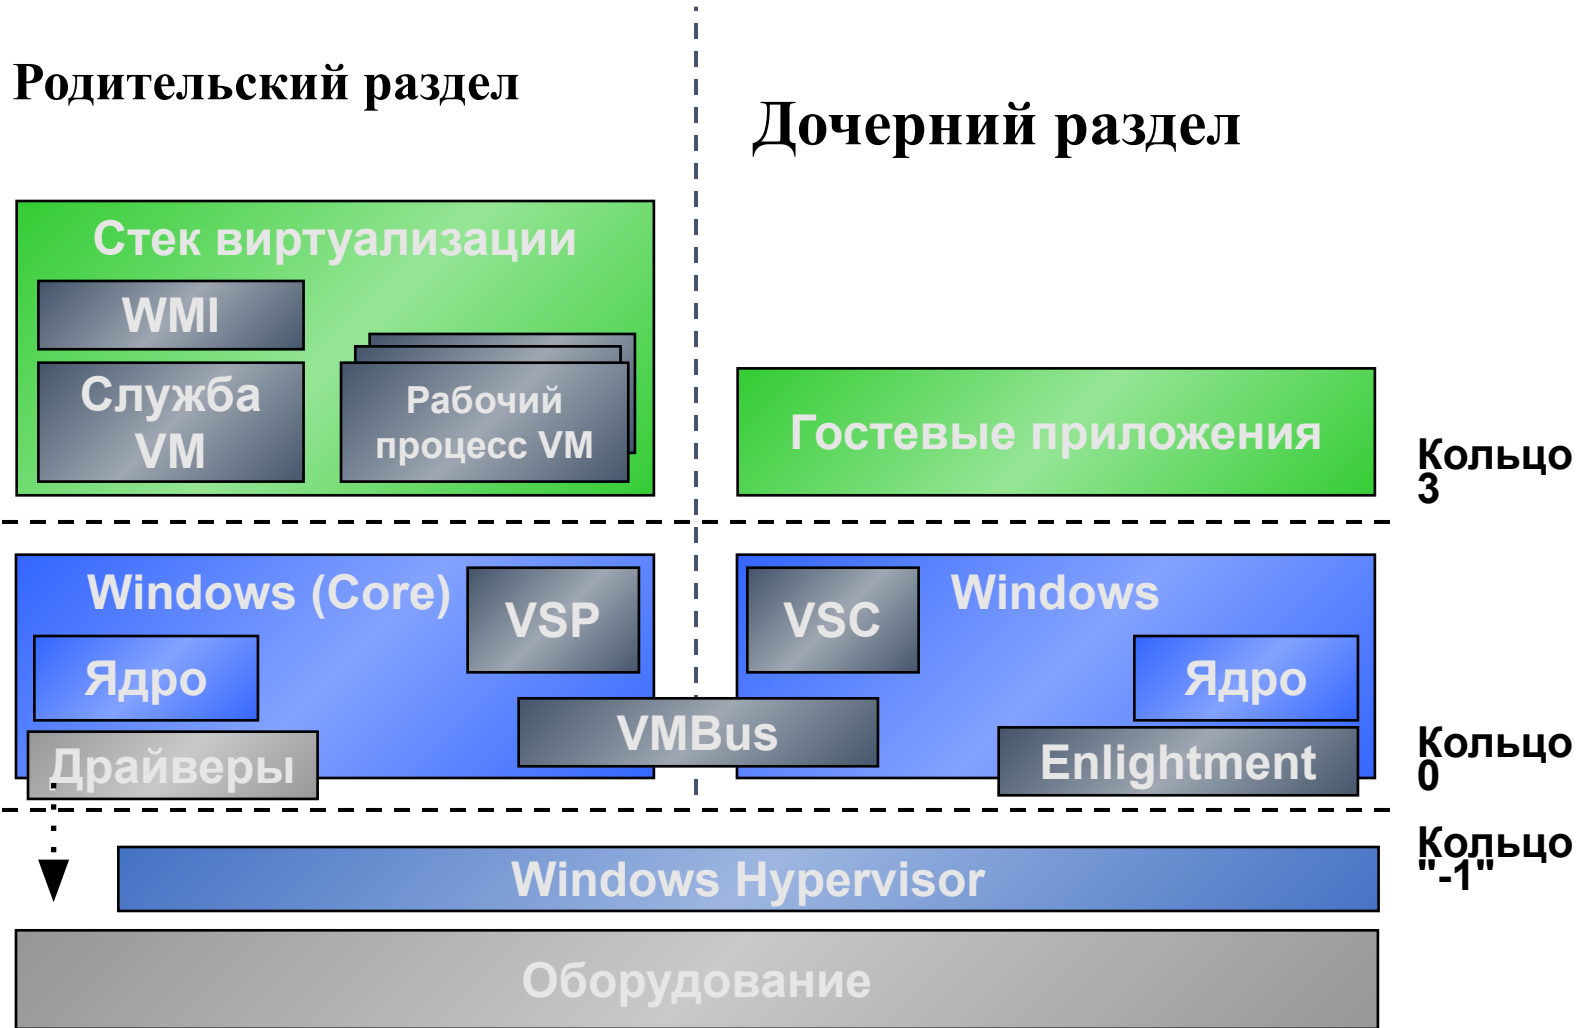 Родительский раздел
Дочерний раздел
Стек виртуализации
WMI
Служба
VM
Рабочий
процесс VM
Гостевые приложения
Кольцо
3
Windows (Core)
VSP
Ядро
Драйверы
VMBus
VSC
Windows
Ядро
Enlightment
Кольцо
0
Кольцо
"-1"
Windows Hypervisor
Оборудование